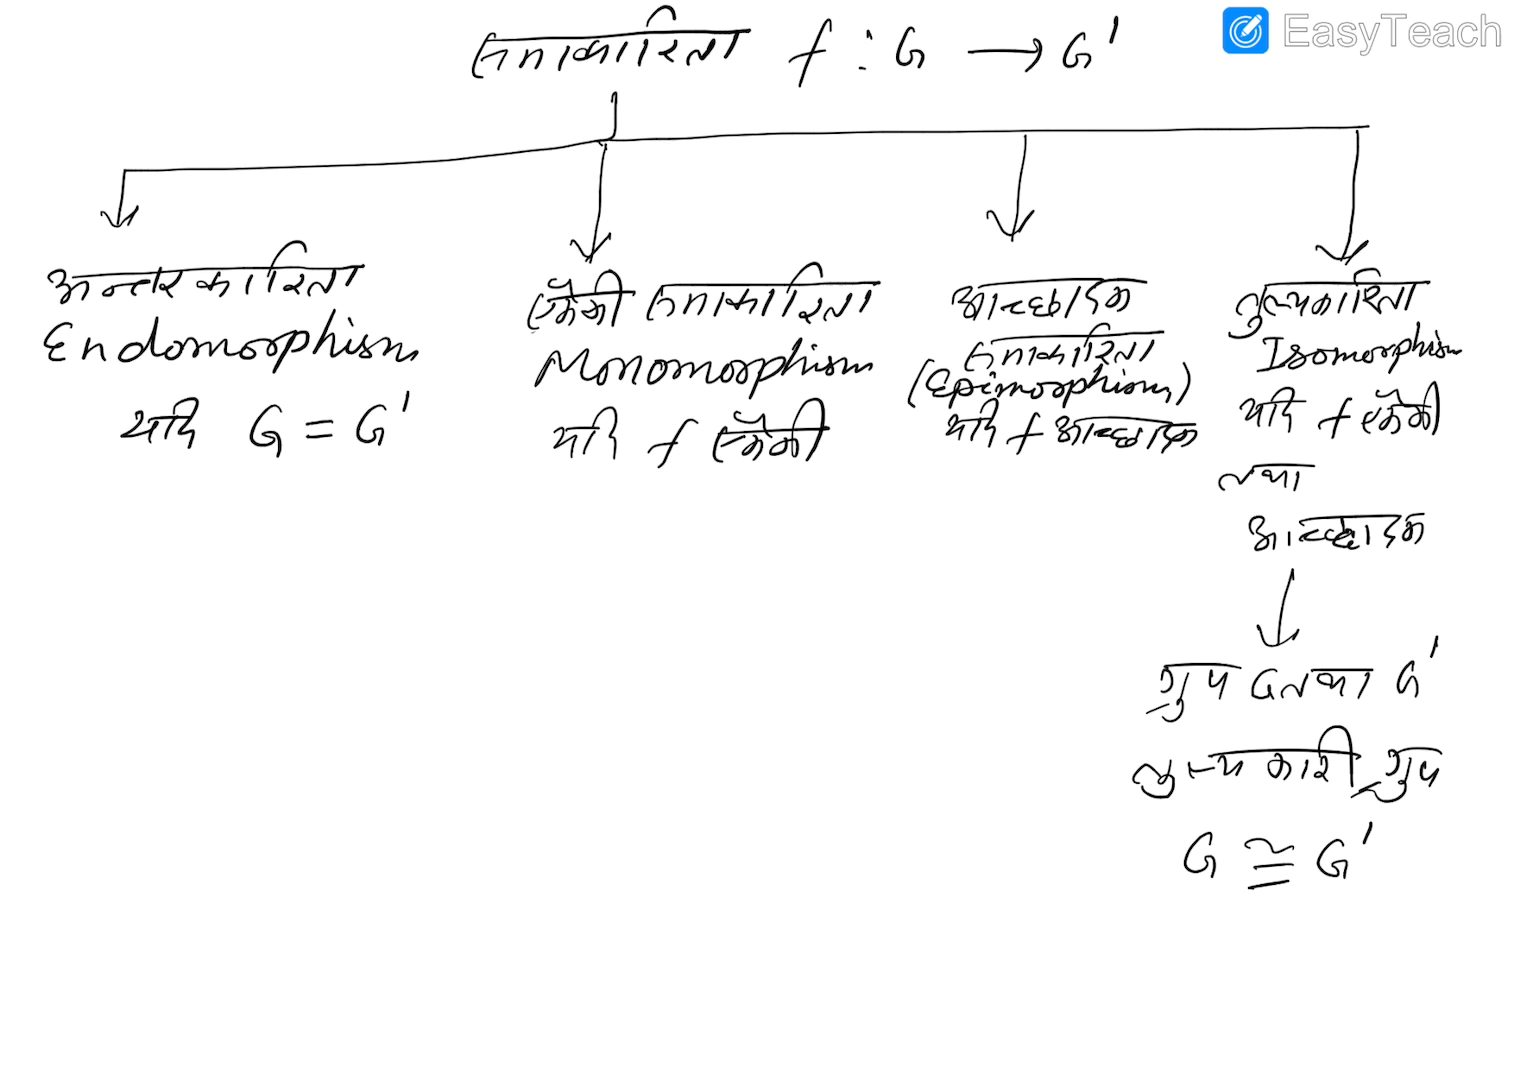 EasyTeach
समाकारिता f : G → G'
अन्तरकारिता
Endomorphism
यदि G = G'
एकैकी समाकारिता
Monomorphism
यदि f एकैकी
आच्छादक
समाकारिता
(Epimorphism)
यदि f आच्छादक
तुल्यकारिता
Isomorphism
यदि f एकैकी
तथा
आच्छादक
ग्रुप G तथा G'
तुल्यकारी ग्रुप
G ≅ G'